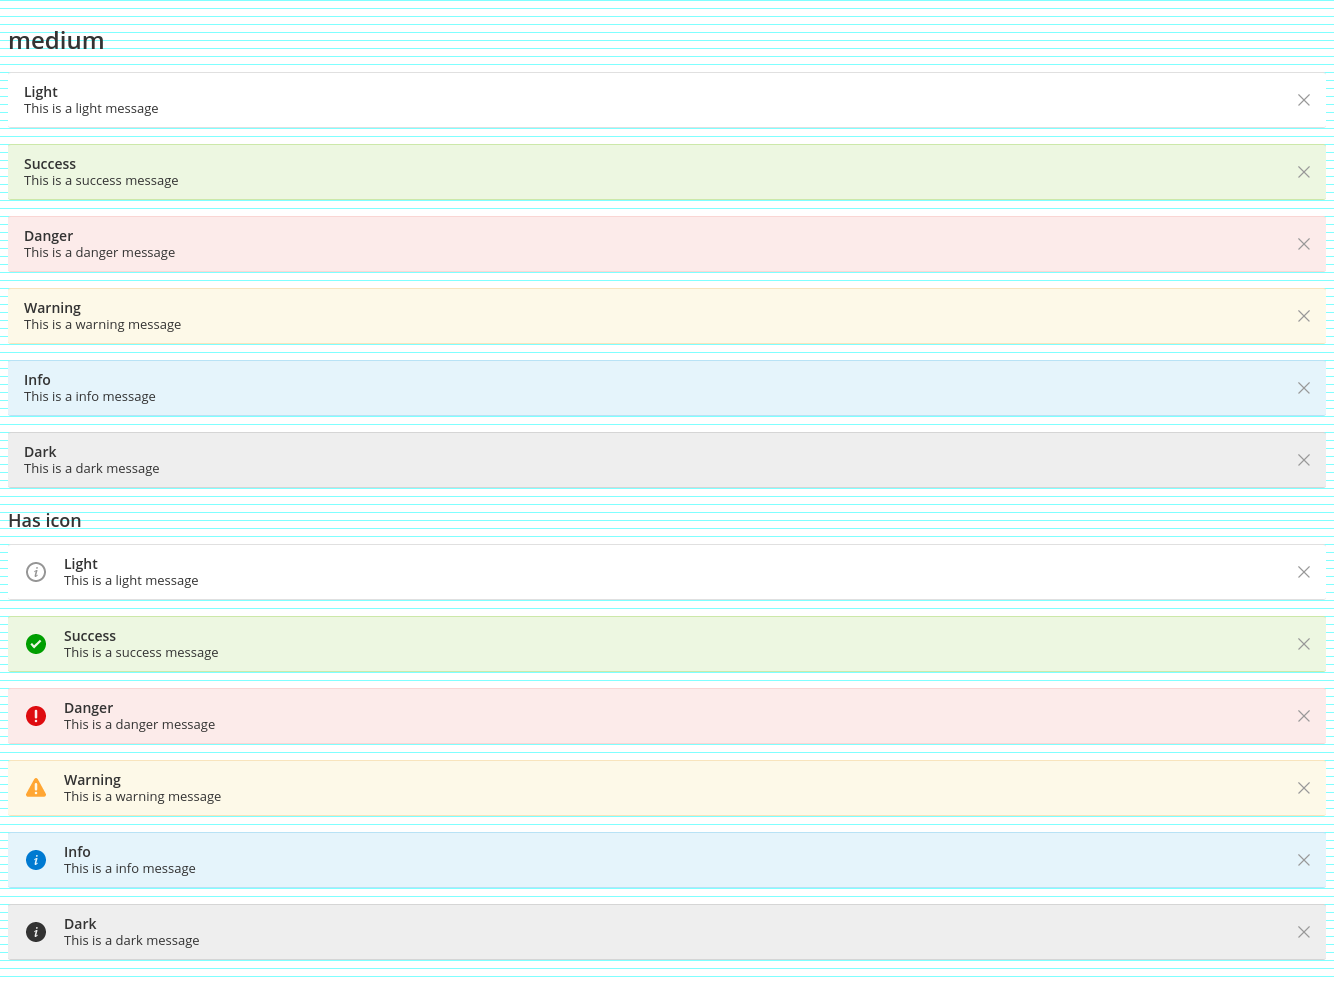 medium
Light
This is a light message
Success
This is a success message
Danger
This is a danger message
Warning
This is a warning message
Info
This is a info message
Dark
This is a dark message
Has icon
Light
This is a light message
Success
This is a success message
Danger
This is a danger message
Warning
This is a warning message
Info
This is a info message
Dark
This is a dark message